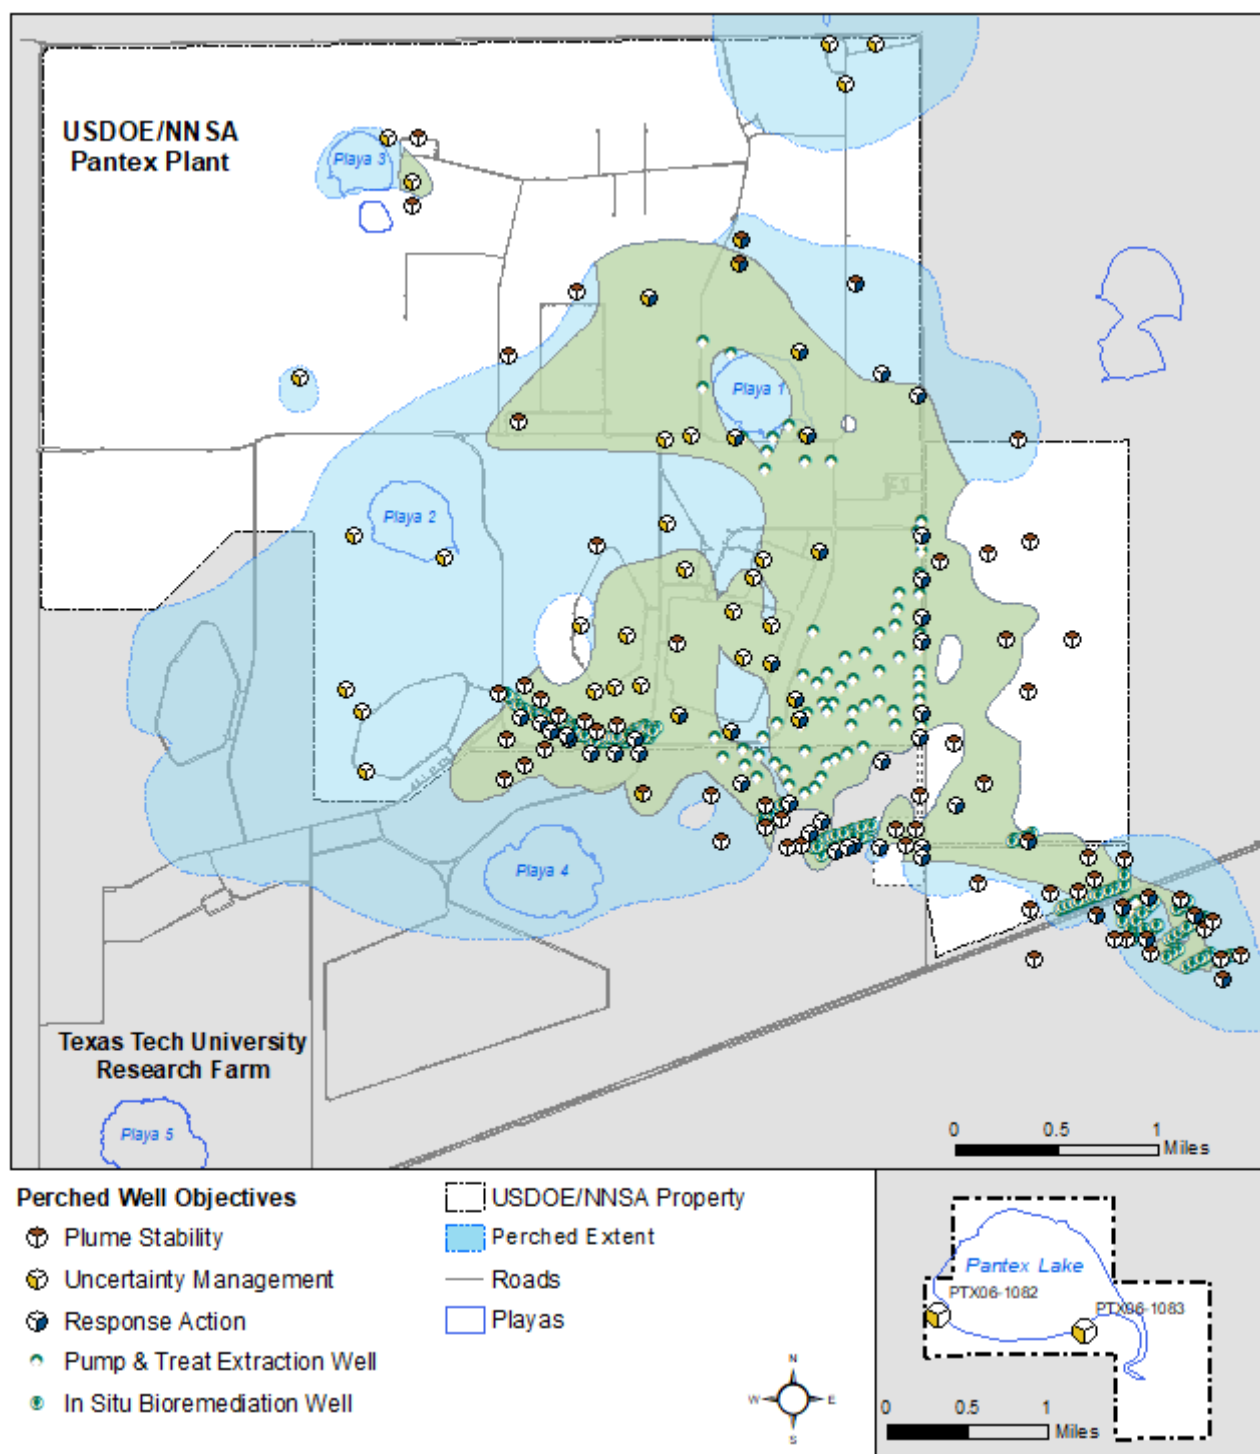 USDOE/NNSA
Pantex Plant
Playa 3
Playa 1
Playa 2
Playa 4
Texas Tech University
Research Farm
Playa 5
0 0.5 1
Miles
Perched Well Objectives
Plume Stability
Uncertainty Management
Response Action
Pump & Treat Extraction Well
In Situ Bioremediation Well
USDOE/NNSA Property
Perched Extent
Roads
Playas
N
W E
S
Pantex Lake
PTX06-1082
PTX06-1083
0 0.5 1
Miles